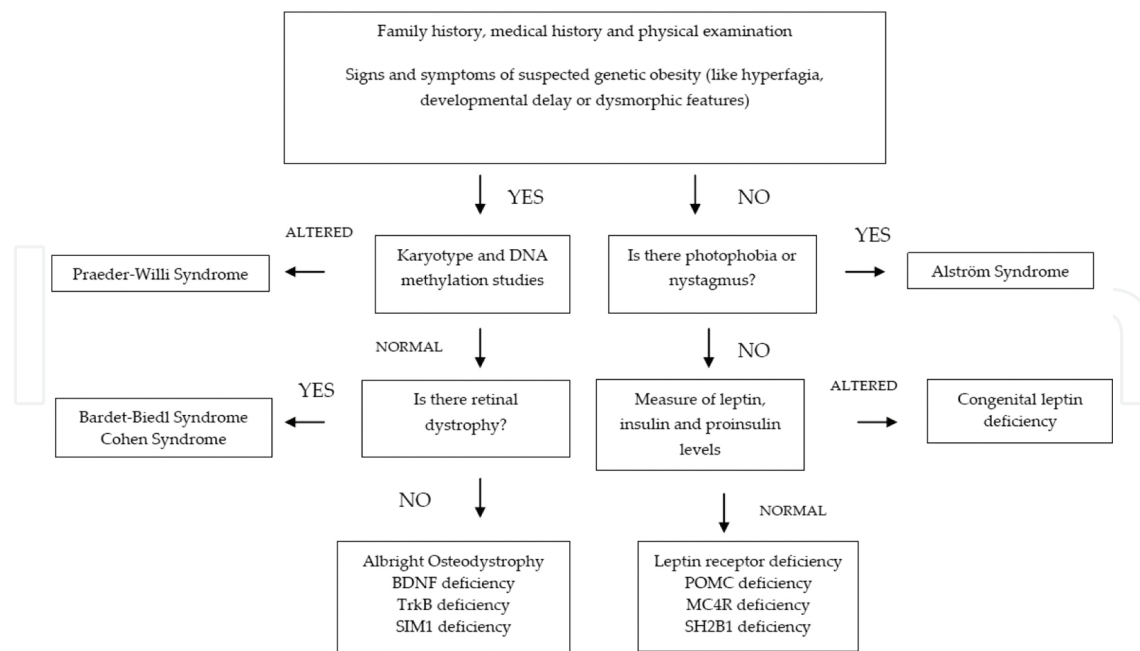 Family history, medical history and physical examination
Signs and symptoms of suspected genetic obesity (like hyperfagia,
developmental delay or dysmorphic features)
YES
NO
ALTERED
Praeder-Willi Syndrome
Karyotype and DNA
methylation studies
Is there photophobia or
nystagmus?
YES
Alström Syndrome
NORMAL
NO
YES
Bardet-Biedl Syndrome
Cohen Syndrome
Is there retinal
dystrophy?
Measure of leptin,
insulin and proinsulin
levels
ALTERED
Congenital leptin
deficiency
NO
NORMAL
Albright Osteodystrophy
BDNF deficiency
TrkB deficiency
SIM1 deficiency
Leptin receptor deficiency
POMC deficiency
MC4R deficiency
SH2B1 deficiency